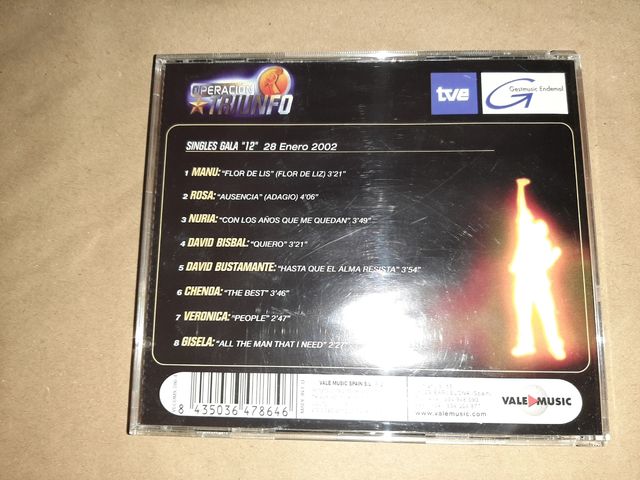 OPERACIÓN
TRIUNFO
tve
Gestmusic Endemol
G
SINGLES GALA "12" 28 Enero 2002
1 MANU: "FLOR DE LIS" (FLOR DE LIZ) 3'21"
2 ROSA: "AUSENCIA" (ADAGIO) 4'06"
3 NURIA: "CON LOS AÑOS QUE ME QUEDAN" 3'49"
4 DAVID BISBAL: "QUIERO" 3'21"
5 DAVID BUSTAMANTE: "HASTA QUE EL ALMA RESISTA" 3'54"
6 CHENOA: "THE BEST" 3'46"
7 VERONICA: "PEOPLE" 2'47"
8 GISELA: "ALL THE MAN THAT I NEED" 2'27"
8 435036 478646
VALE MUSIC SPAIN S.L.
www.valemusic.com
VALE MUSIC